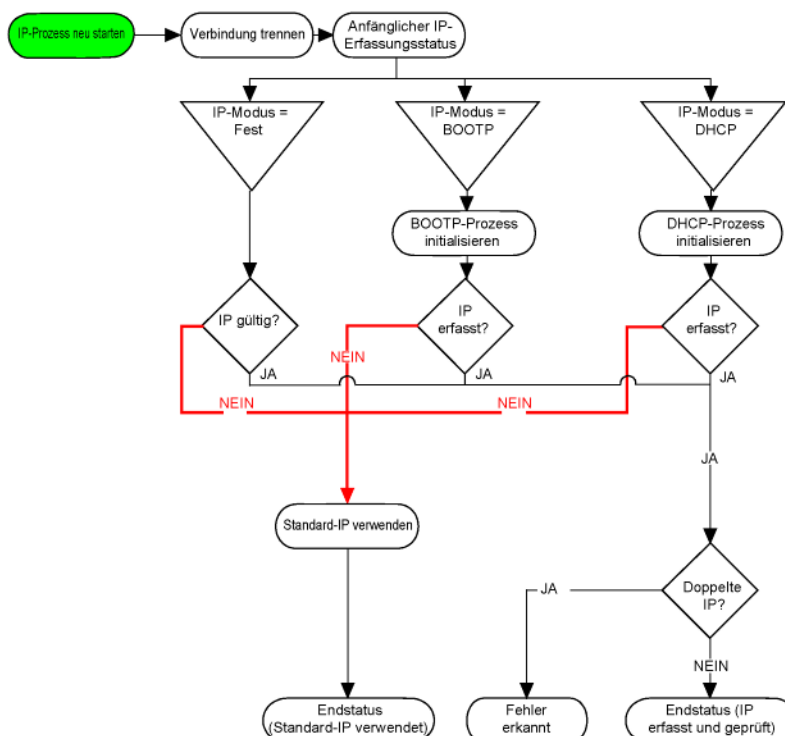 IP-Prozess neu starten
Verbindung trennen
Anfänglicher IP-
Erfassungsstatus
IP-Modus =
Fest
IP-Modus =
BOOTP
IP-Modus =
DHCP
BOOTP-Prozess
initialisieren
DHCP-Prozess
initialisieren
IP gültig?
IP
erfasst?
IP
erfasst?
NEIN
JA
JA
JA
NEIN
NEIN
JA
Standard-IP verwenden
Doppelte
IP?
JA
NEIN
Endstatus
(Standard-IP verwendet)
Fehler
erkannt
Endstatus (IP
erfasst und geprüft)